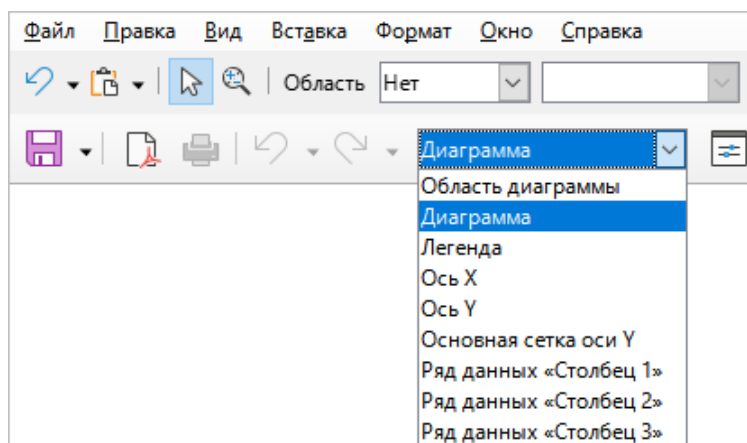 Файл Правка Вид Вставка Формат Окно Справка
Область Нет
Диаграмма
Область диаграммы
Диаграмма
Легенда
Ось X
Ось Y
Основная сетка оси Y
Ряд данных «Столбец 1»
Ряд данных «Столбец 2»
Ряд данных «Столбец 3»